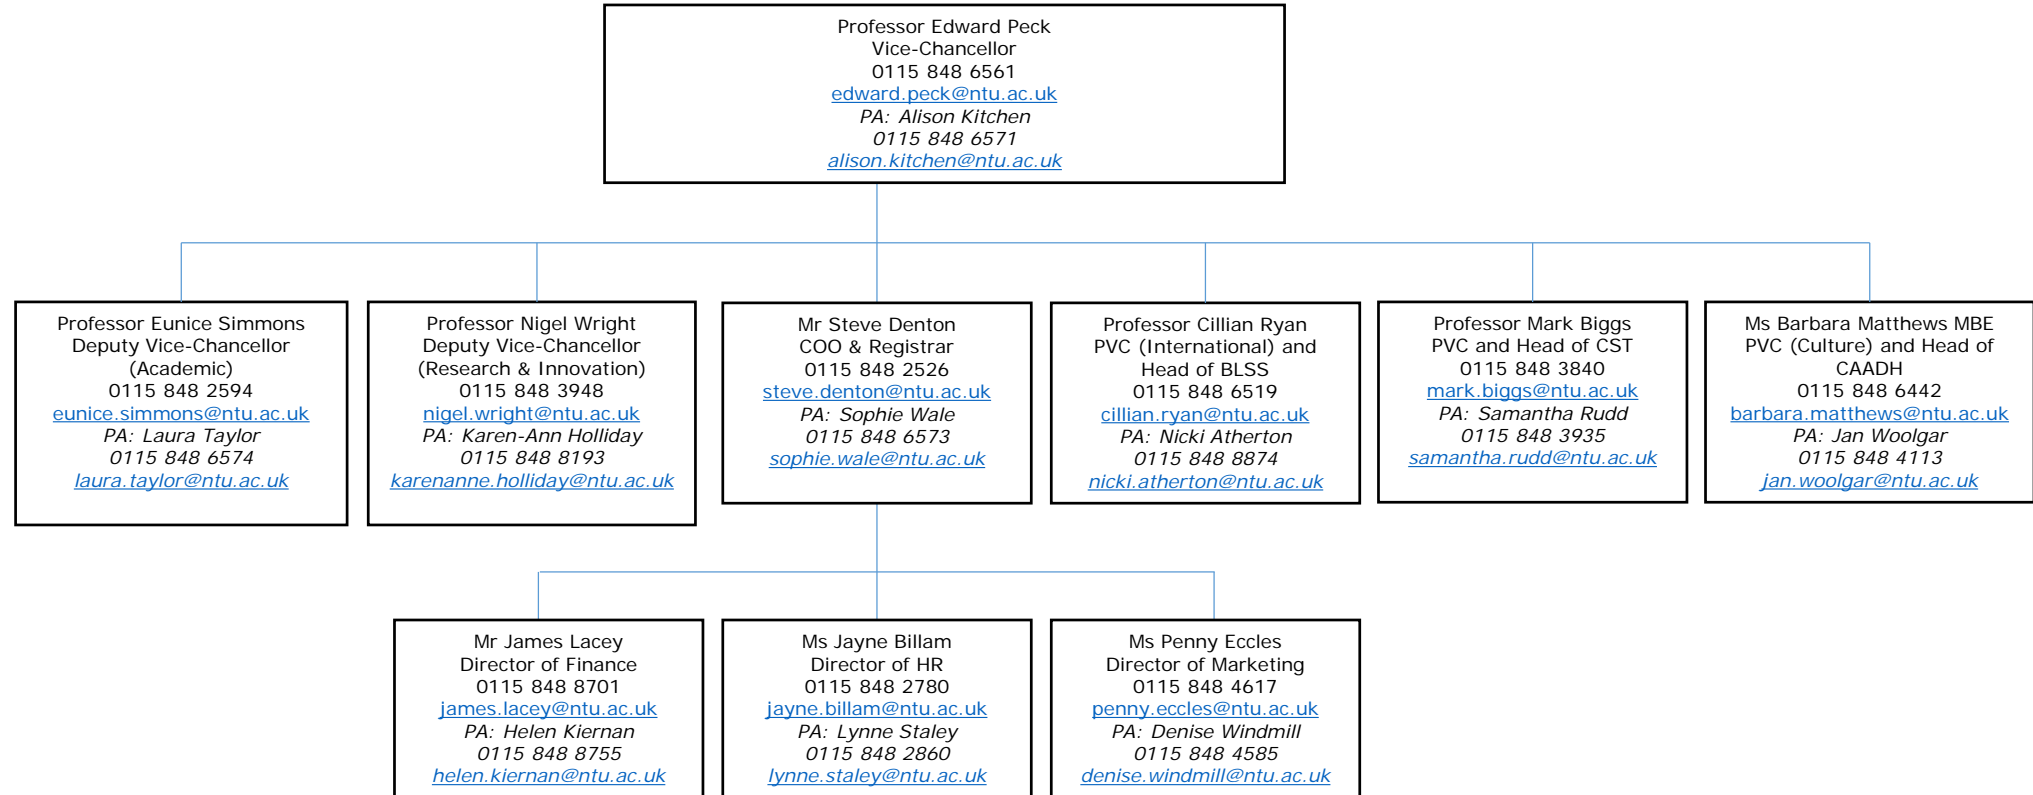 Professor Edward Peck
Vice-Chancellor
0115 848 6561
edward.peck@ntu.ac.uk
PA: Alison Kitchen
0115 848 6571
alison.kitchen@ntu.ac.uk
Professor Eunice Simmons
Deputy Vice-Chancellor
(Academic)
0115 848 2594
eunice.simmons@ntu.ac.uk
PA: Laura Taylor
0115 848 6574
laura.taylor@ntu.ac.uk
Professor Nigel Wright
Deputy Vice-Chancellor
(Research & Innovation)
0115 848 3948
nigel.wright@ntu.ac.uk
PA: Karen-Ann Holliday
0115 848 8193
karenanne.holliday@ntu.ac.uk
Mr Steve Denton
COO & Registrar
0115 848 2526
steve.denton@ntu.ac.uk
PA: Sophie Wale
0115 848 6573
sophie.wale@ntu.ac.uk
Professor Cillian Ryan
PVC (International) and
Head of BLSS
0115 848 6519
cillian.ryan@ntu.ac.uk
PA: Nicki Atherton
0115 848 8874
nicki.atherton@ntu.ac.uk
Professor Mark Biggs
PVC and Head of CST
0115 848 3840
mark.biggs@ntu.ac.uk
PA: Samantha Rudd
0115 848 3935
samantha.rudd@ntu.ac.uk
Ms Barbara Matthews MBE
PVC (Culture) and Head of
CAADH
0115 848 6442
barbara.matthews@ntu.ac.uk
PA: Jan Woolgar
0115 848 4113
jan.woolgar@ntu.ac.uk
Mr James Lacey
Director of Finance
0115 848 8701
james.lacey@ntu.ac.uk
PA: Helen Kiernan
0115 848 8755
helen.kiernan@ntu.ac.uk
Ms Jayne Billam
Director of HR
0115 848 2780
jayne.billam@ntu.ac.uk
PA: Lynne Staley
0115 848 2860
lynne.staley@ntu.ac.uk
Ms Penny Eccles
Director of Marketing
0115 848 4617
penny.eccles@ntu.ac.uk
PA: Denise Windmill
0115 848 4585
denise.windmill@ntu.ac.uk